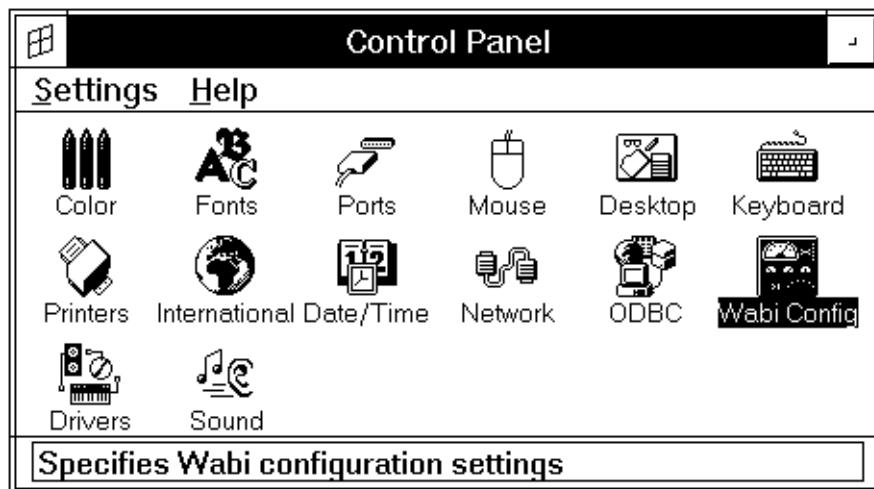 Control Panel
Settings Help
Color Fonts Ports Mouse Desktop Keyboard
Printers International Date/Time Network ODBC Wabi Config
Drivers Sound
Specifies Wabi configuration settings